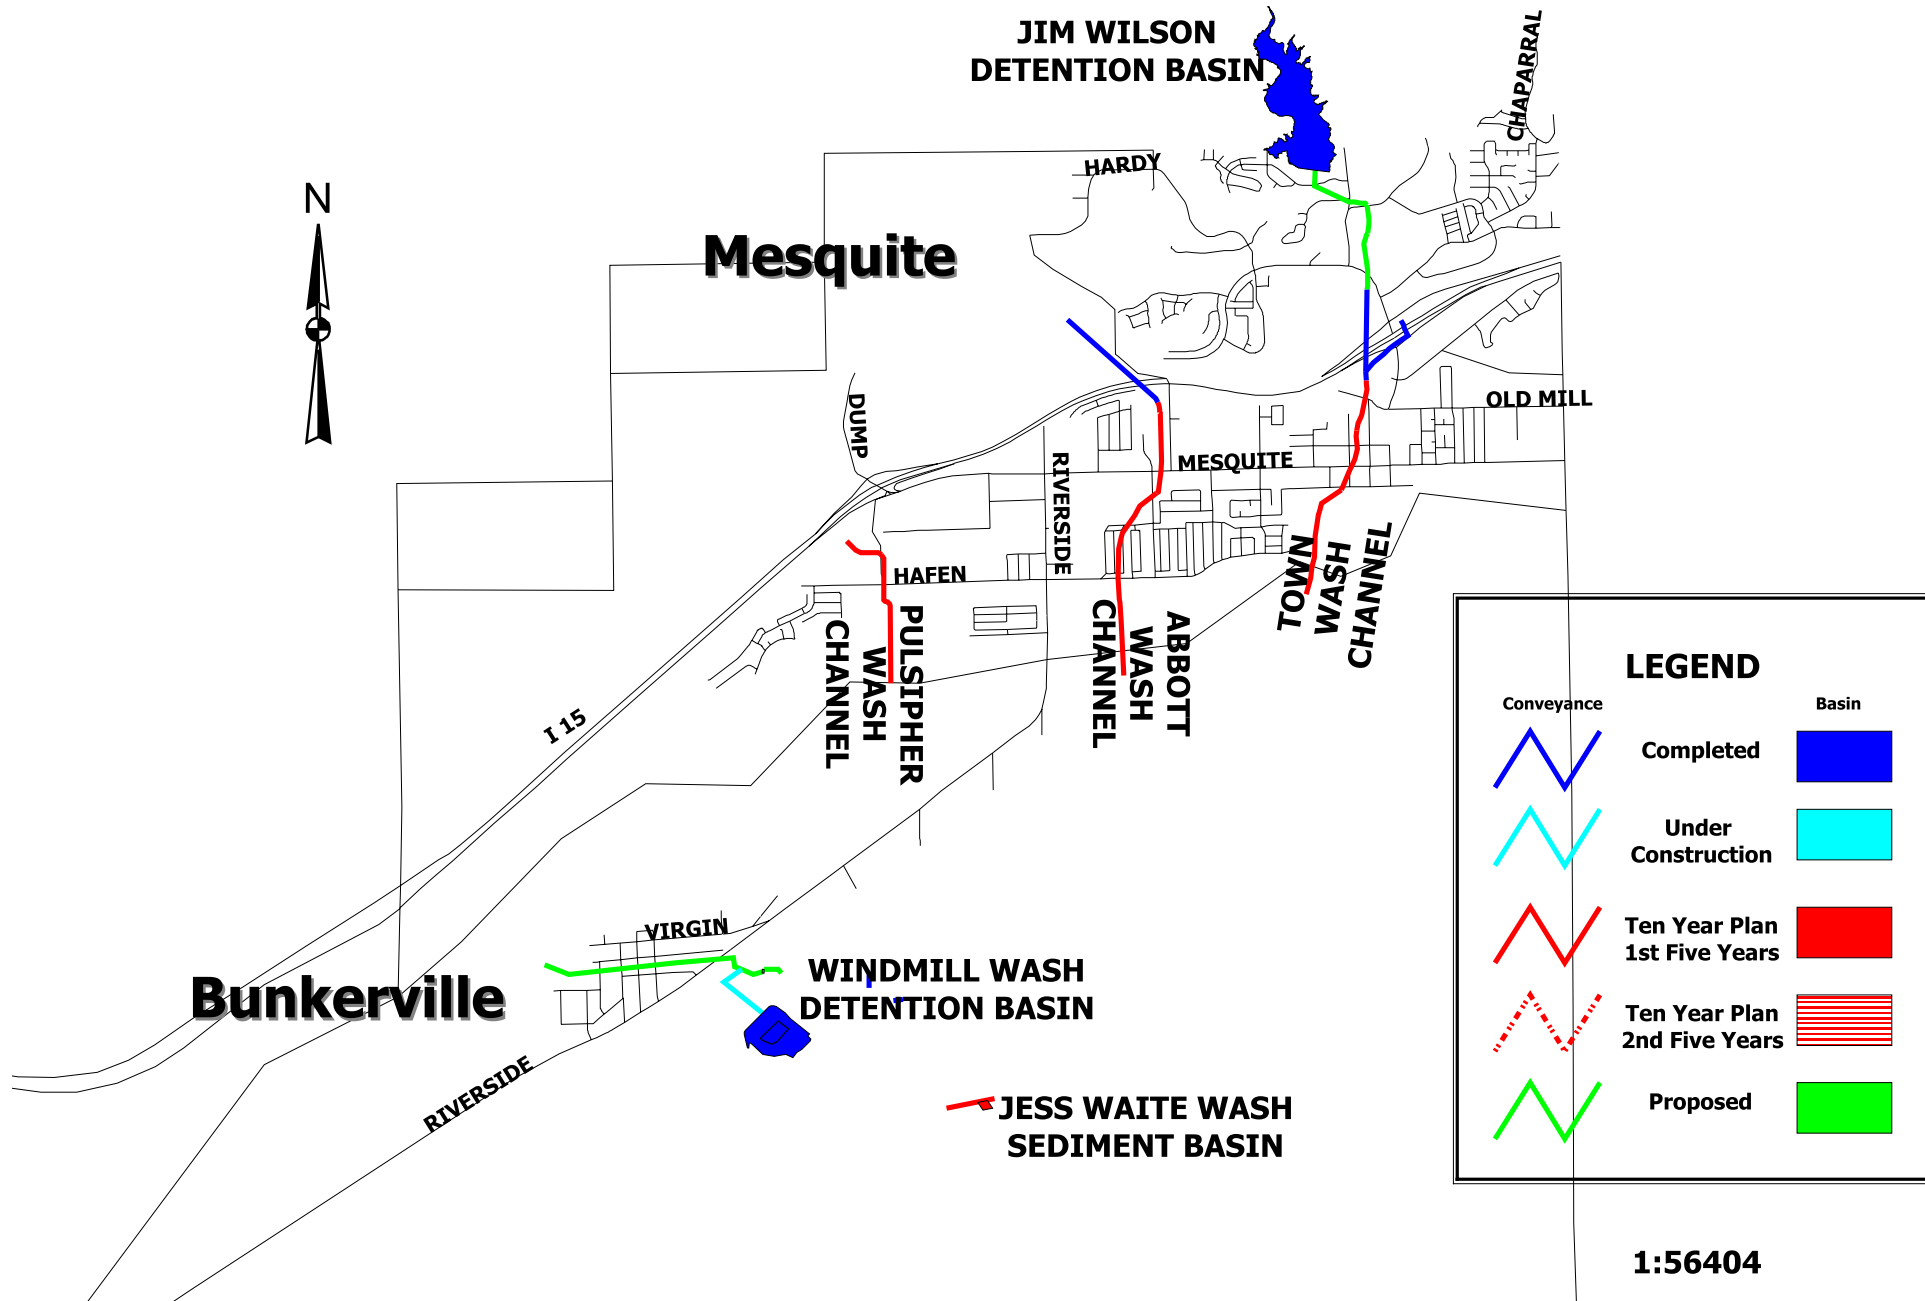 JIM WILSON
DETENTION BASIN
CHAPARRAL
HARDY
N
Mesquite
DUMP
OLD MILL
MESQUITE
RIVERSIDE
HAFEN
TOWN
WASH
CHANNEL
PULSIPHER
WASH
CHANNEL
ABBOTT
WASH
CHANNEL
I 15
VIRGIN
WINDMILL WASH
DETENTION BASIN
Bunkerville
RIVERSIDE
JESS WAITE WASH
SEDIMENT BASIN
LEGEND
Conveyance
Basin
Completed
Under
Construction
Ten Year Plan
1st Five Years
Ten Year Plan
2nd Five Years
Proposed
1:56404